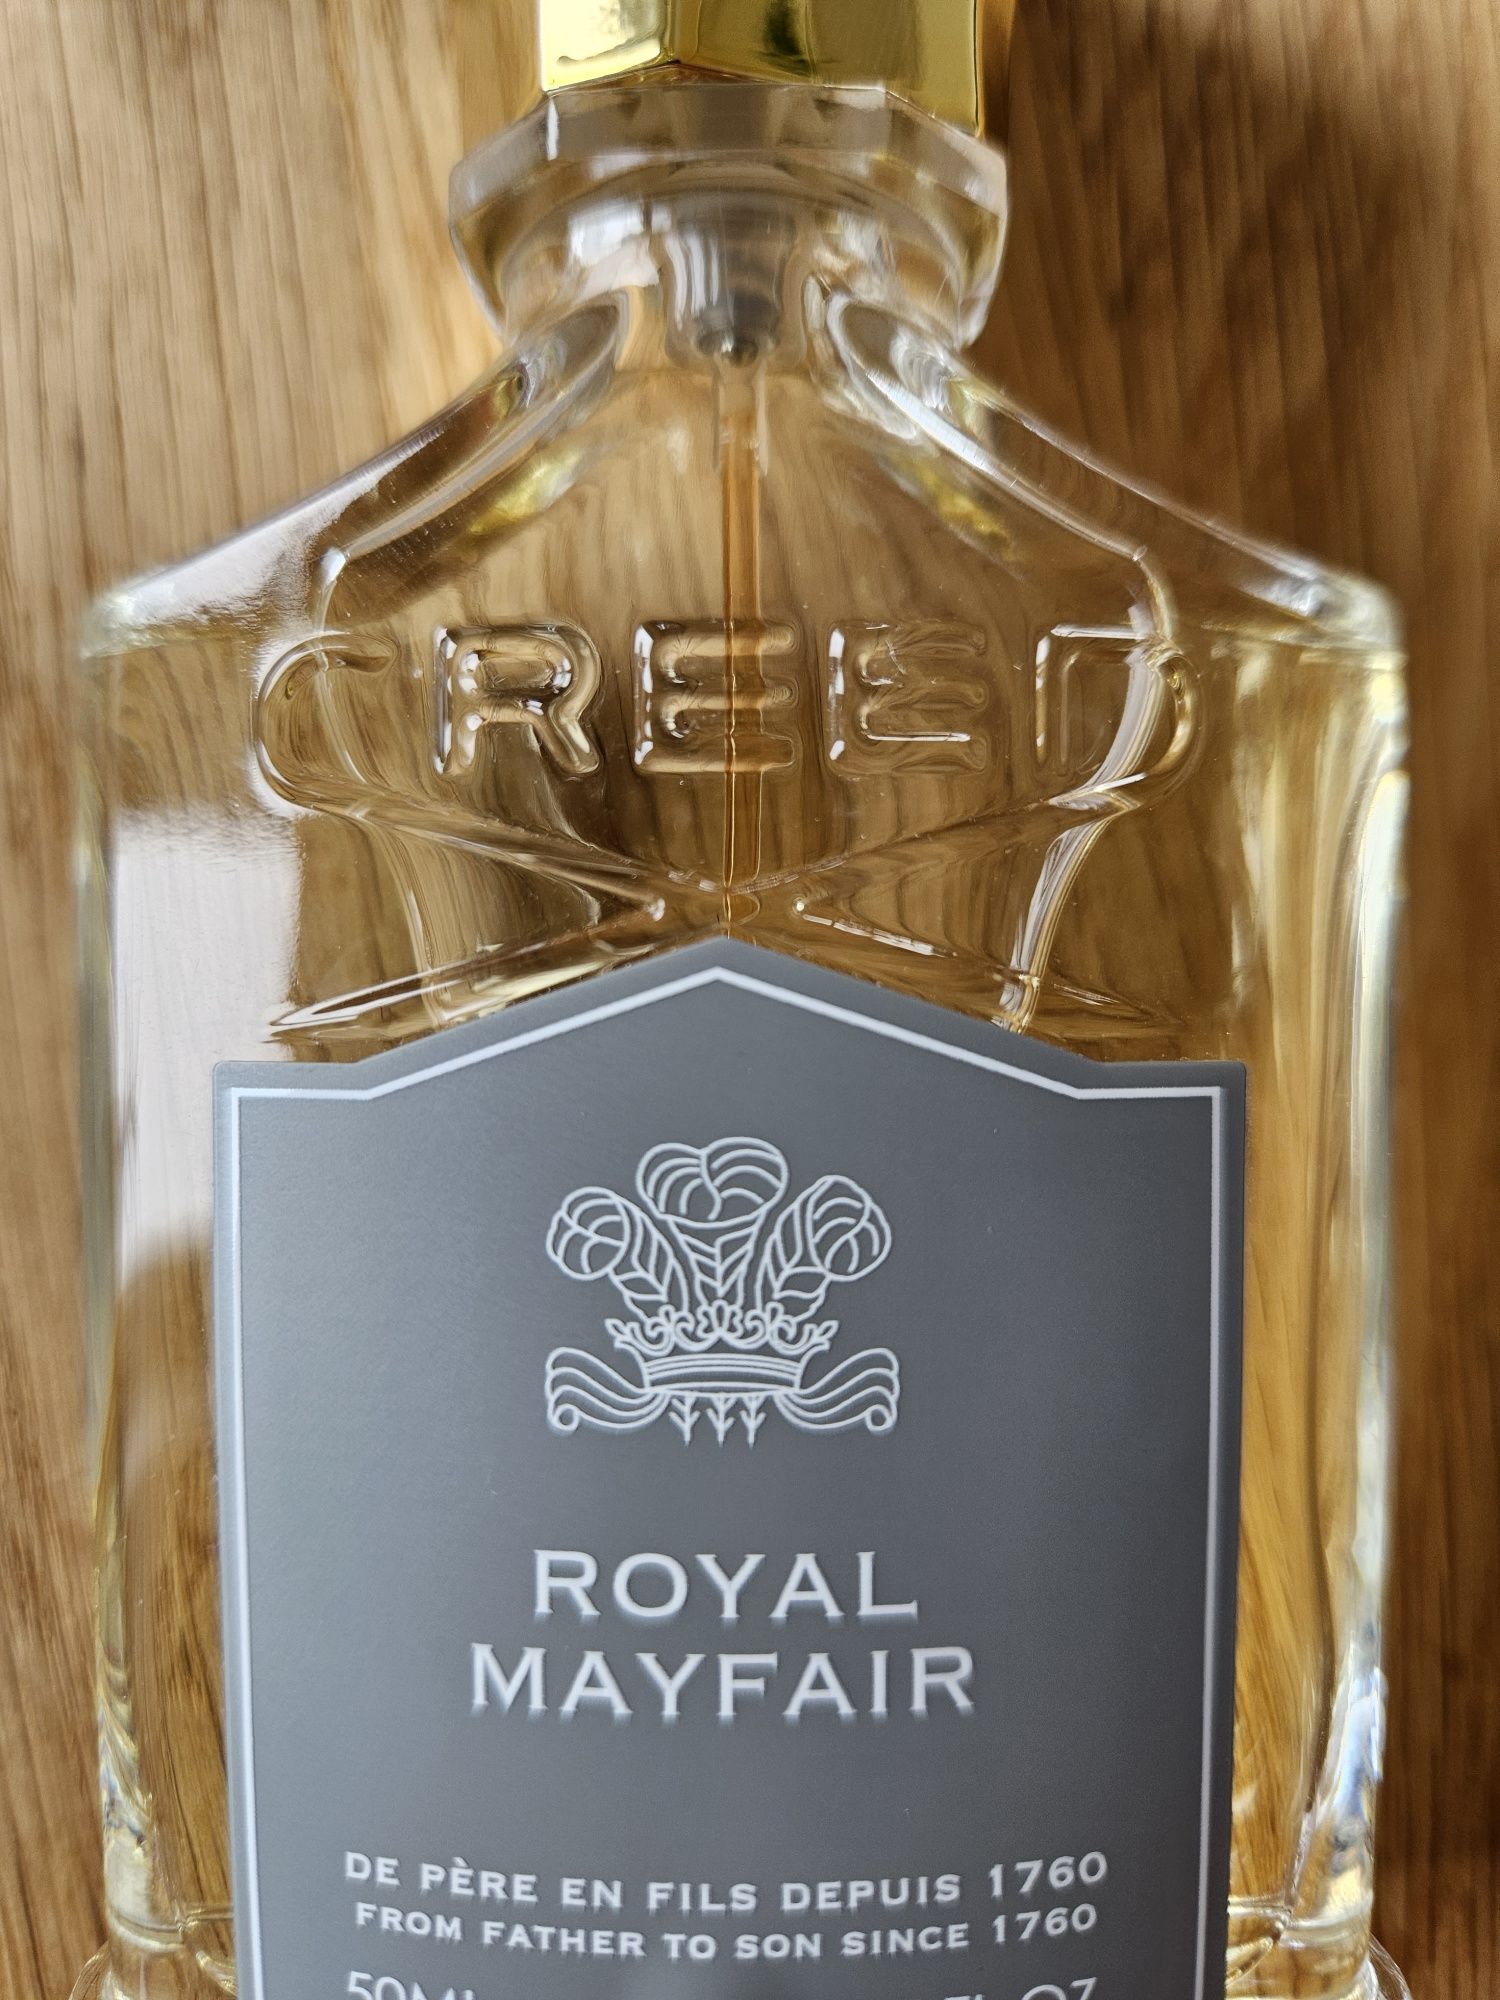 CREED
ROYAL
MAYFAIR
DE PÈRE EN FILS DEPUIS 1760
FROM FATHER TO SON SINCE 1760